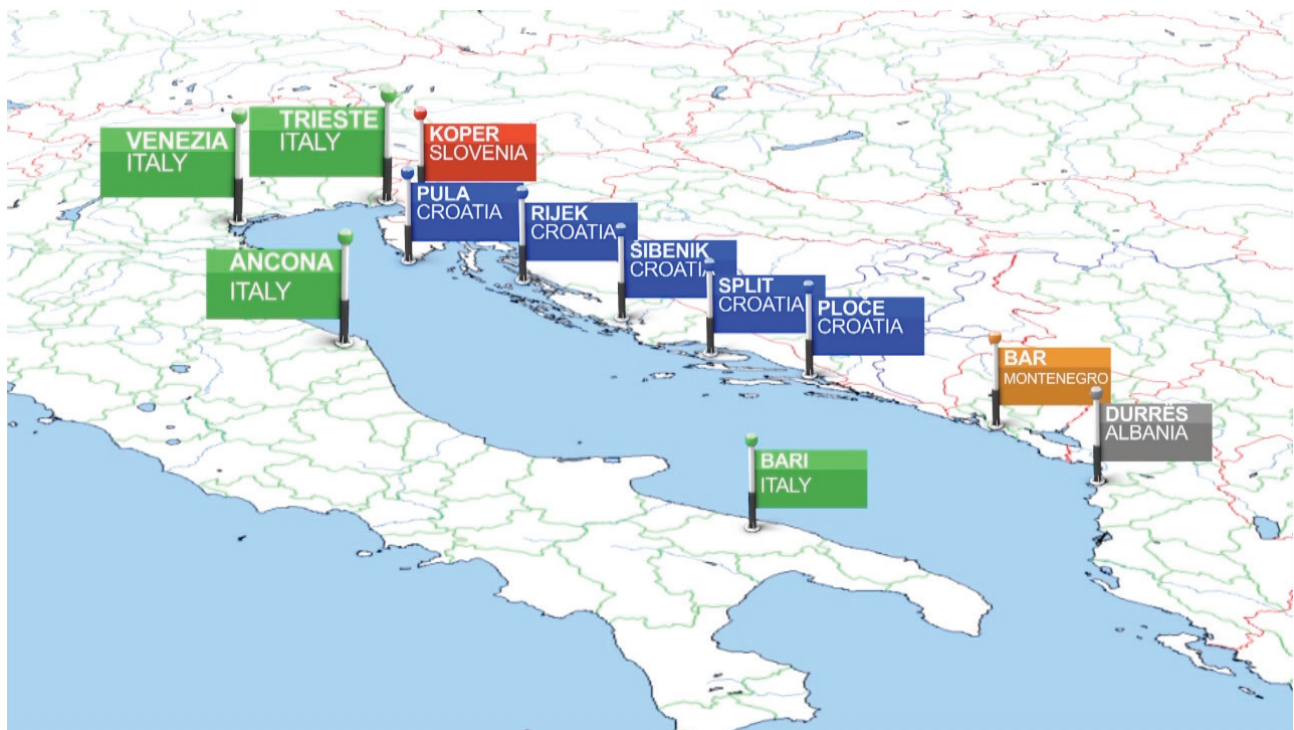 VENEZIA
ITALY
TRIESTE
ITALY
KOPER
SLOVENIA
PULA
CROATIA
RIJEK
CROATIA
ŠIBENIK
CROATIA
ANCONA
ITALY
SPLIT
CROATIA
PLOČE
CROATIA
BAR
MONTENEGRO
DURRËS
ALBANIA
BARI
ITALY